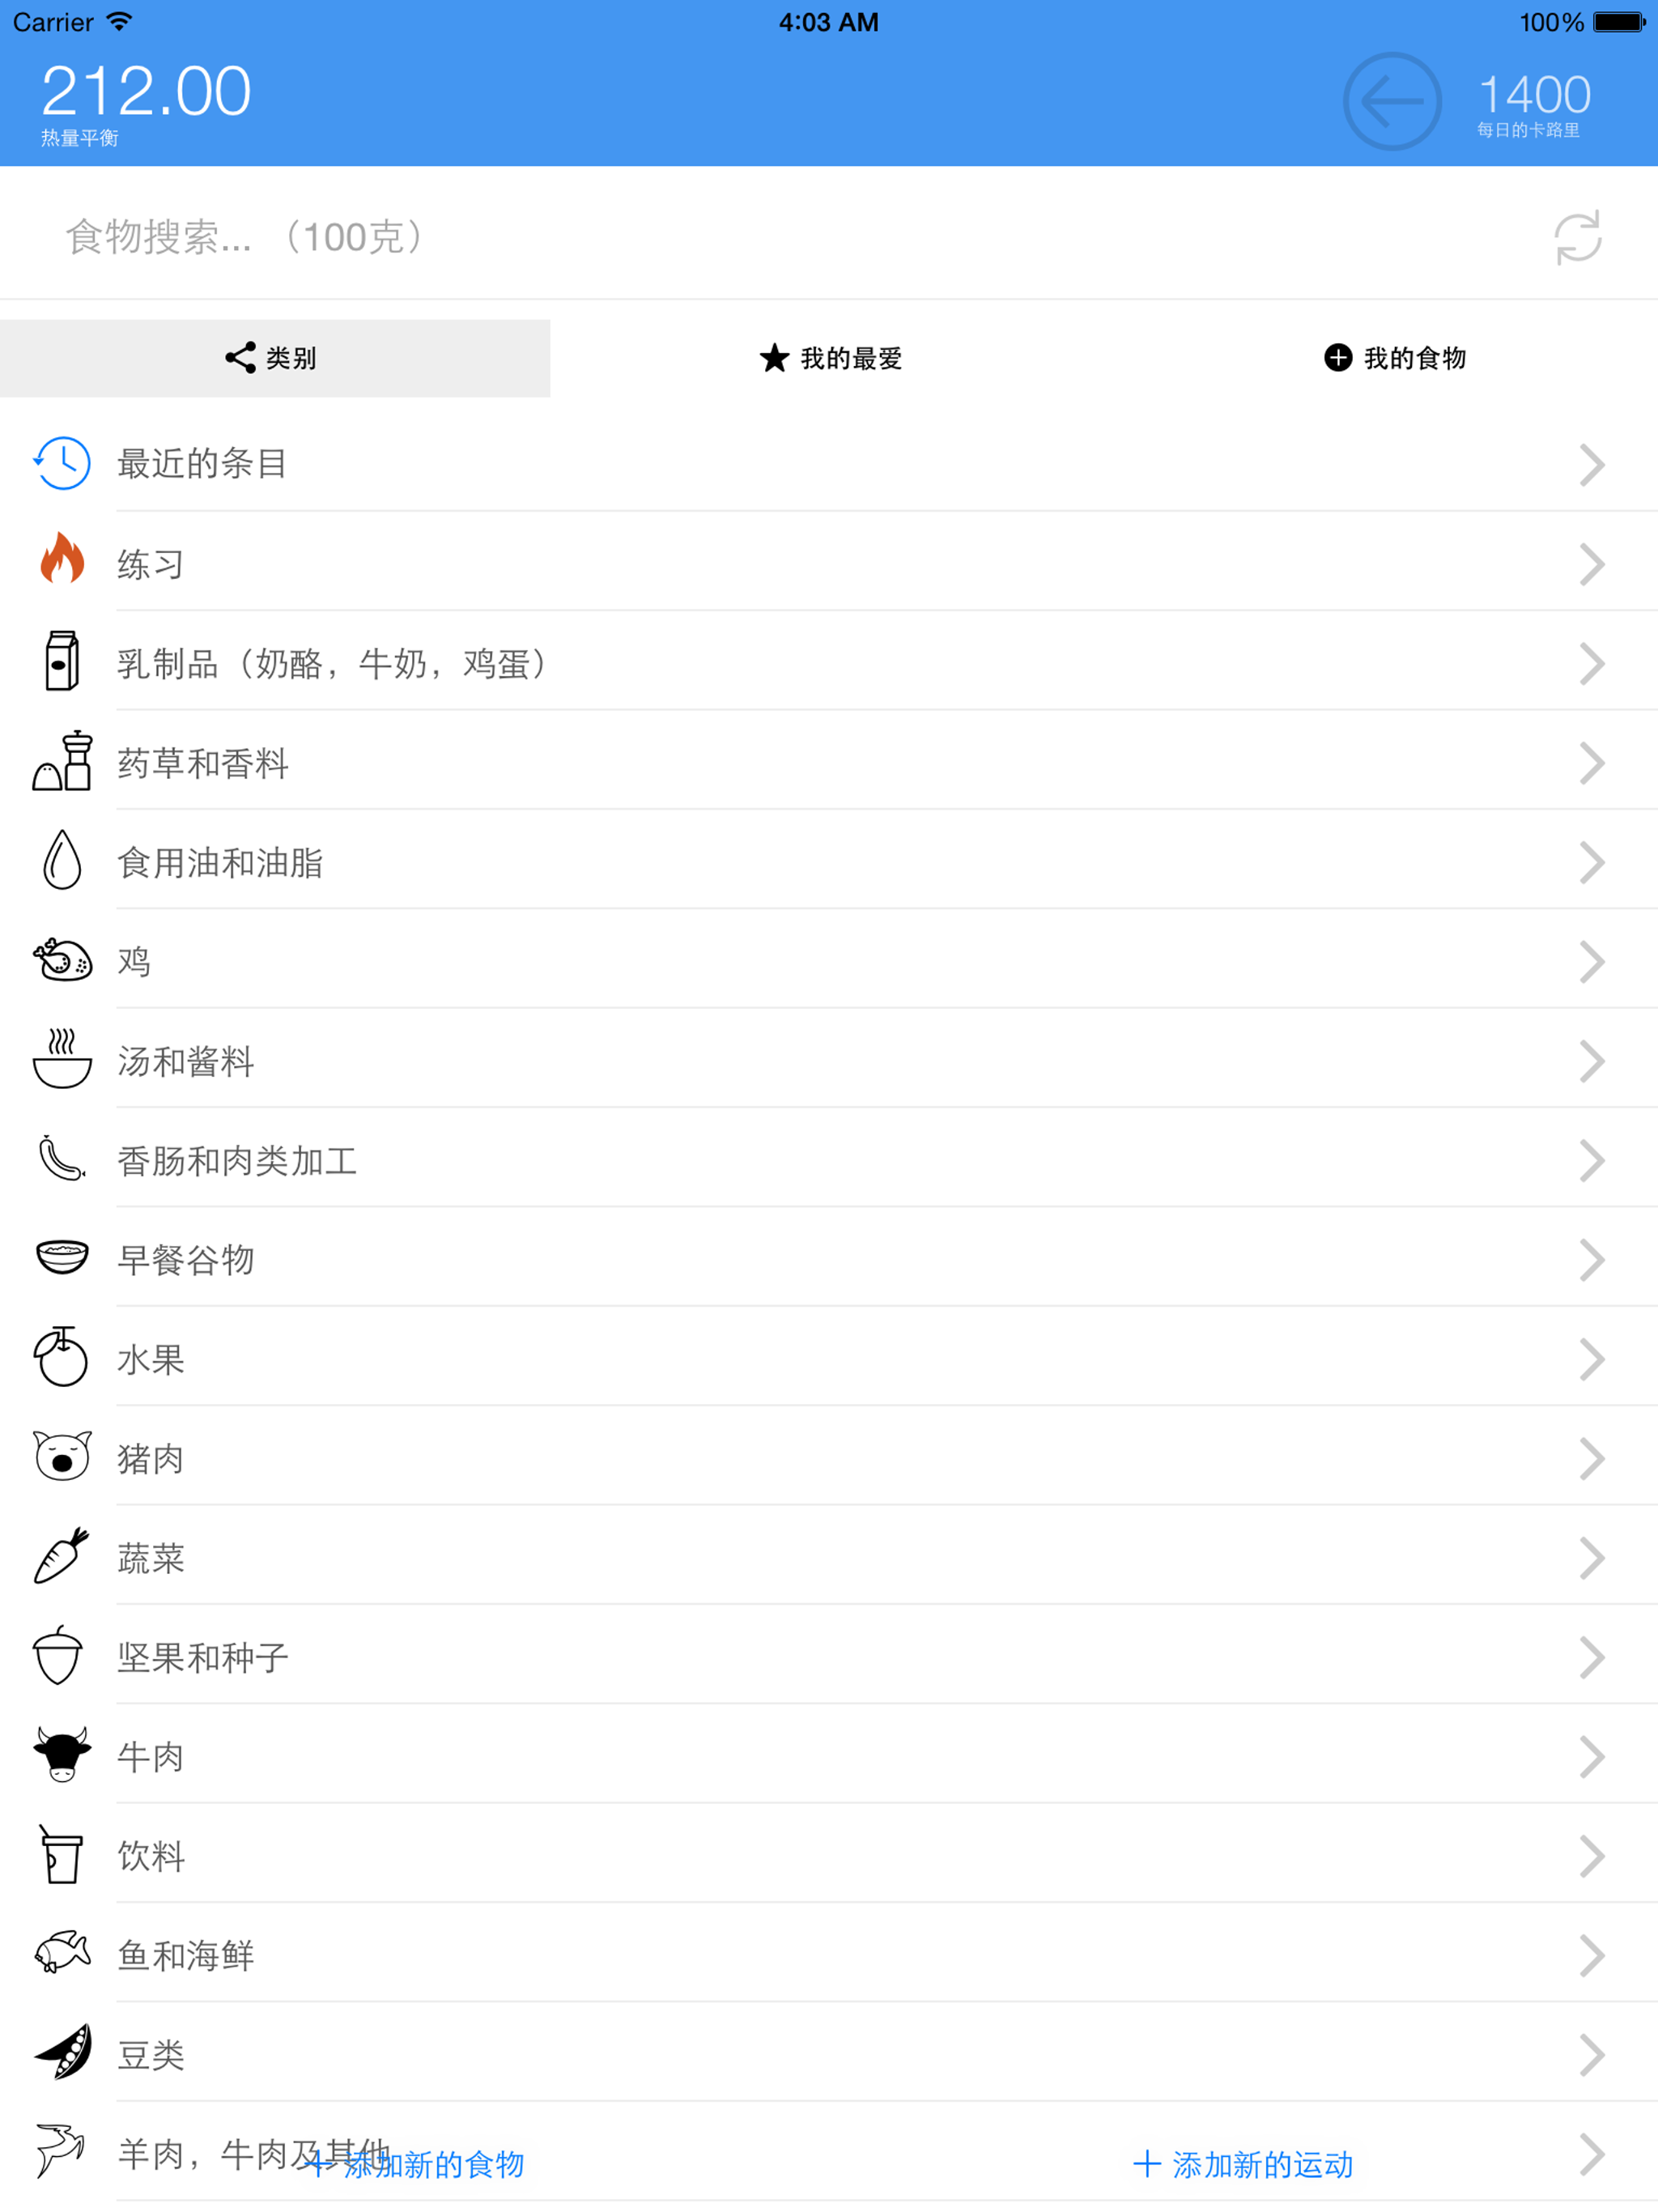 Carrier 4:03 AM 100%
212.00
热量平衡
1400
每日的卡路里
食物搜索... （100克）
类别 我的最爱 我的食物
最近的条目
练习
乳制品（奶酪，牛奶，鸡蛋）
药草和香料
食用油和油脂
鸡
汤和酱料
香肠和肉类加工
早餐谷物
水果
猪肉
蔬菜
坚果和种子
牛肉
饮料
鱼和海鲜
豆类
羊肉，牛肉及其他
添加新的食物 添加新的运动